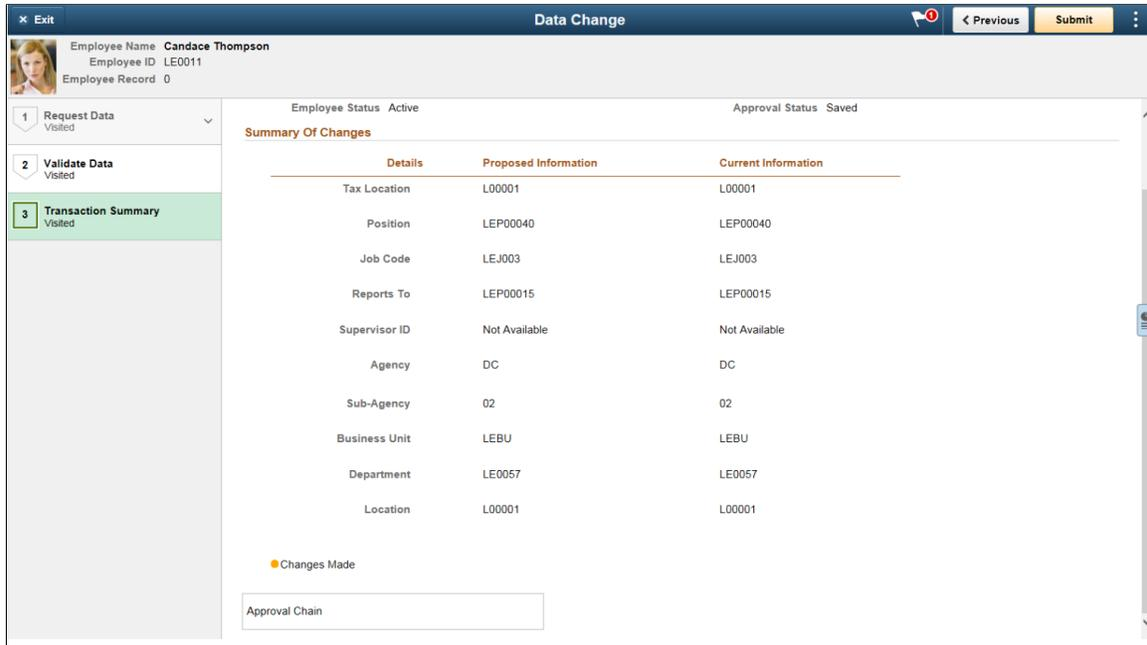 × Exit Data Change 1 Previous Submit
Employee Name Candace Thompson
Employee ID LE0011
Employee Record 0
1 Request Data
Visited
2 Validate Data
Visited
3 Transaction Summary
Visited
Employee Status Active Approval Status Saved
Summary Of Changes
Details Proposed Information Current Information
Tax Location L00001 L00001
Position LEP00040 LEP00040
Job Code LEJ003 LEJ003
Reports To LEP00015 LEP00015
Supervisor ID Not Available Not Available
Agency DC DC
Sub-Agency 02 02
Business Unit LEBU LEBU
Department LE0057 LE0057
Location L00001 L00001
Changes Made
Approval Chain